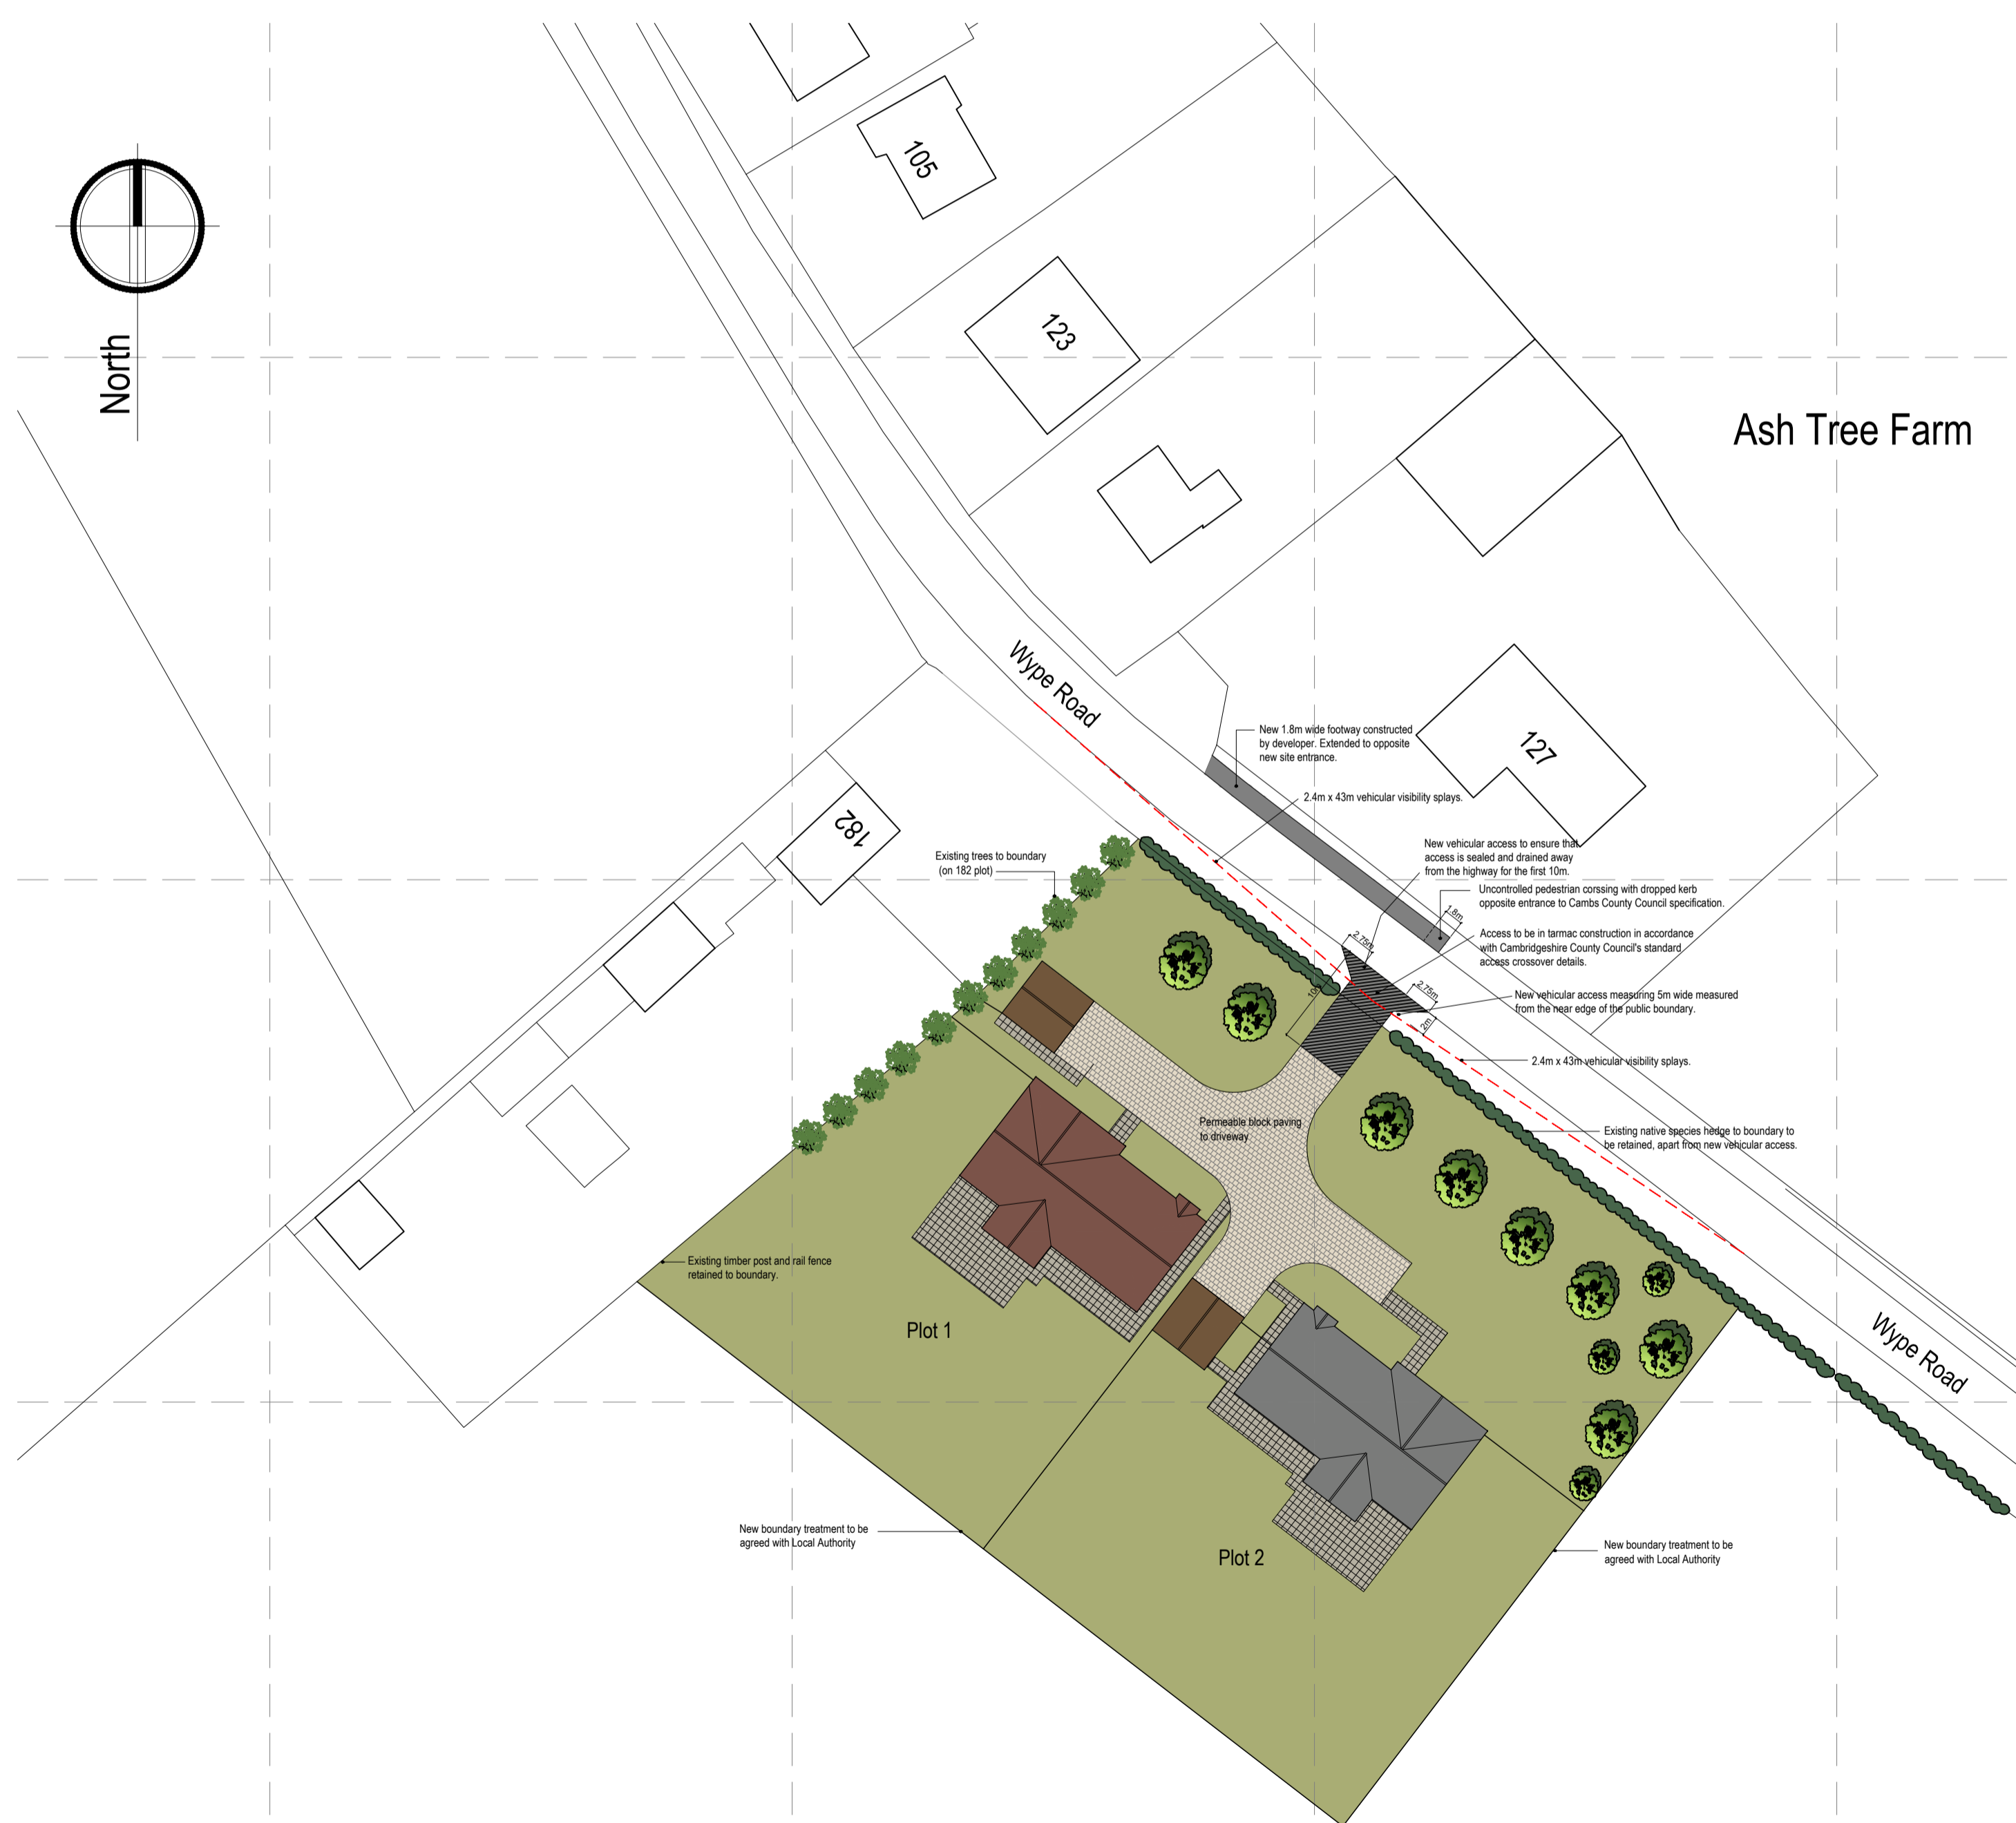 105
123
North
Ash Tree Farm
Wype Road
New 1.8m wide footway constructed
by developer. Extended to opposite
new site entrance.
127
2.4m x 43m vehicular visibility splays.
182
New vehicular access to ensure that
access is sealed and drained away
from the highway for the first 10m.
Existing trees to boundary
(on 182 plot)
Uncontrolled pedestrian corssing with dropped kerb
opposite entrance to Cambs County Council specification.
1.8m
Access to be in tarmac construction in accordance
with Cambridgeshire County Council's standard
access crossover details.
2.75m
2.75m
New vehicular access measuring 5m wide measured
from the near edge of the public boundary.
2m
2.4m x 43m vehicular visibility splays.
Permeable block paving
to driveway
Existing native species hedge to boundary to
be retained, apart from new vehicular access.
Existing timber post and rail fence
retained to boundary.
Plot 1
Wype Road
New boundary treatment to be
agreed with Local Authority
Plot 2
New boundary treatment to be
agreed with Local Authority